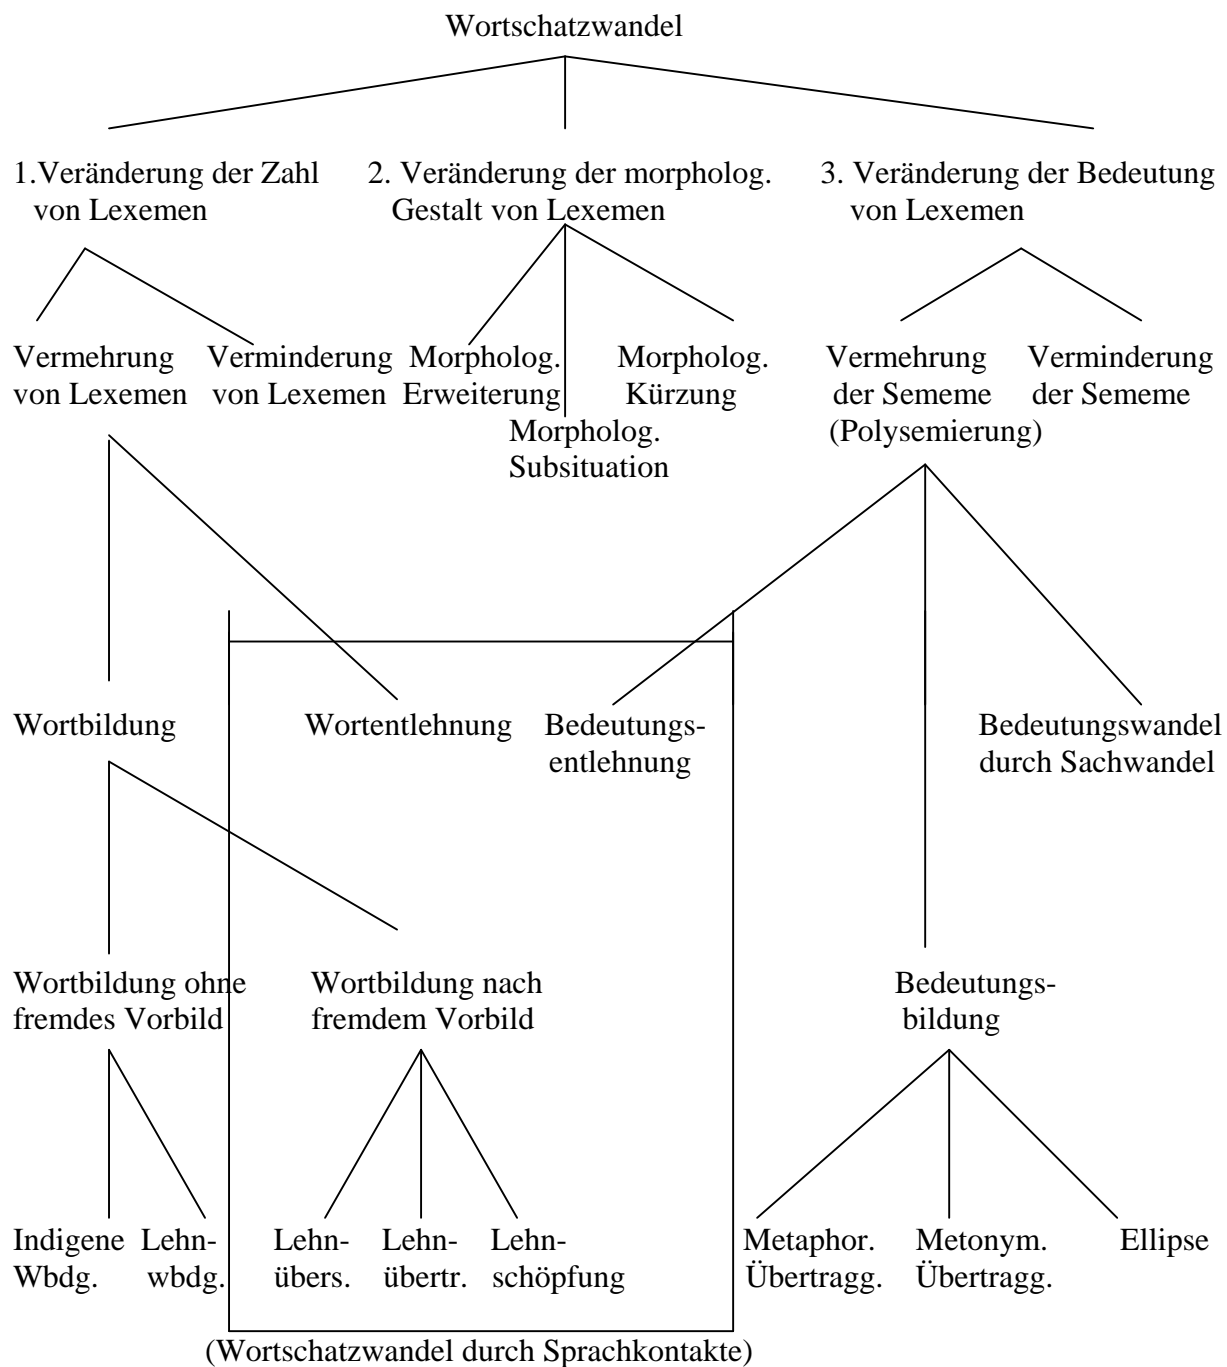 Wortschatzwandel
1.Veränderung der Zahl
von Lexemen
2. Veränderung der morpholog.
Gestalt von Lexemen
3. Veränderung der Bedeutung
von Lexemen
Vermehrung
von Lexemen
Verminderung
von Lexemen
Morpholog.
Erweiterung
Morpholog.
Subsituation
Morpholog.
Kürzung
Vermehrung
der Sememe
(Polysemierung)
Verminderung
der Sememe
Wortbildung
Wortentlehnung
Bedeutungs-
entlehnung
Bedeutungswandel
durch Sachwandel
Wortbildung ohne
fremdes Vorbild
Wortbildung nach
fremdem Vorbild
Bedeutungs-
bildung
Indigene
Wbdg.
Lehn-
wbdg.
Lehn-
übers.
Lehn-
übertr.
Lehn-
schöpfung
Metaphor.
Übertragg.
Metonym.
Übertragg.
Ellipse
(Wortschatzwandel durch Sprachkontakte)